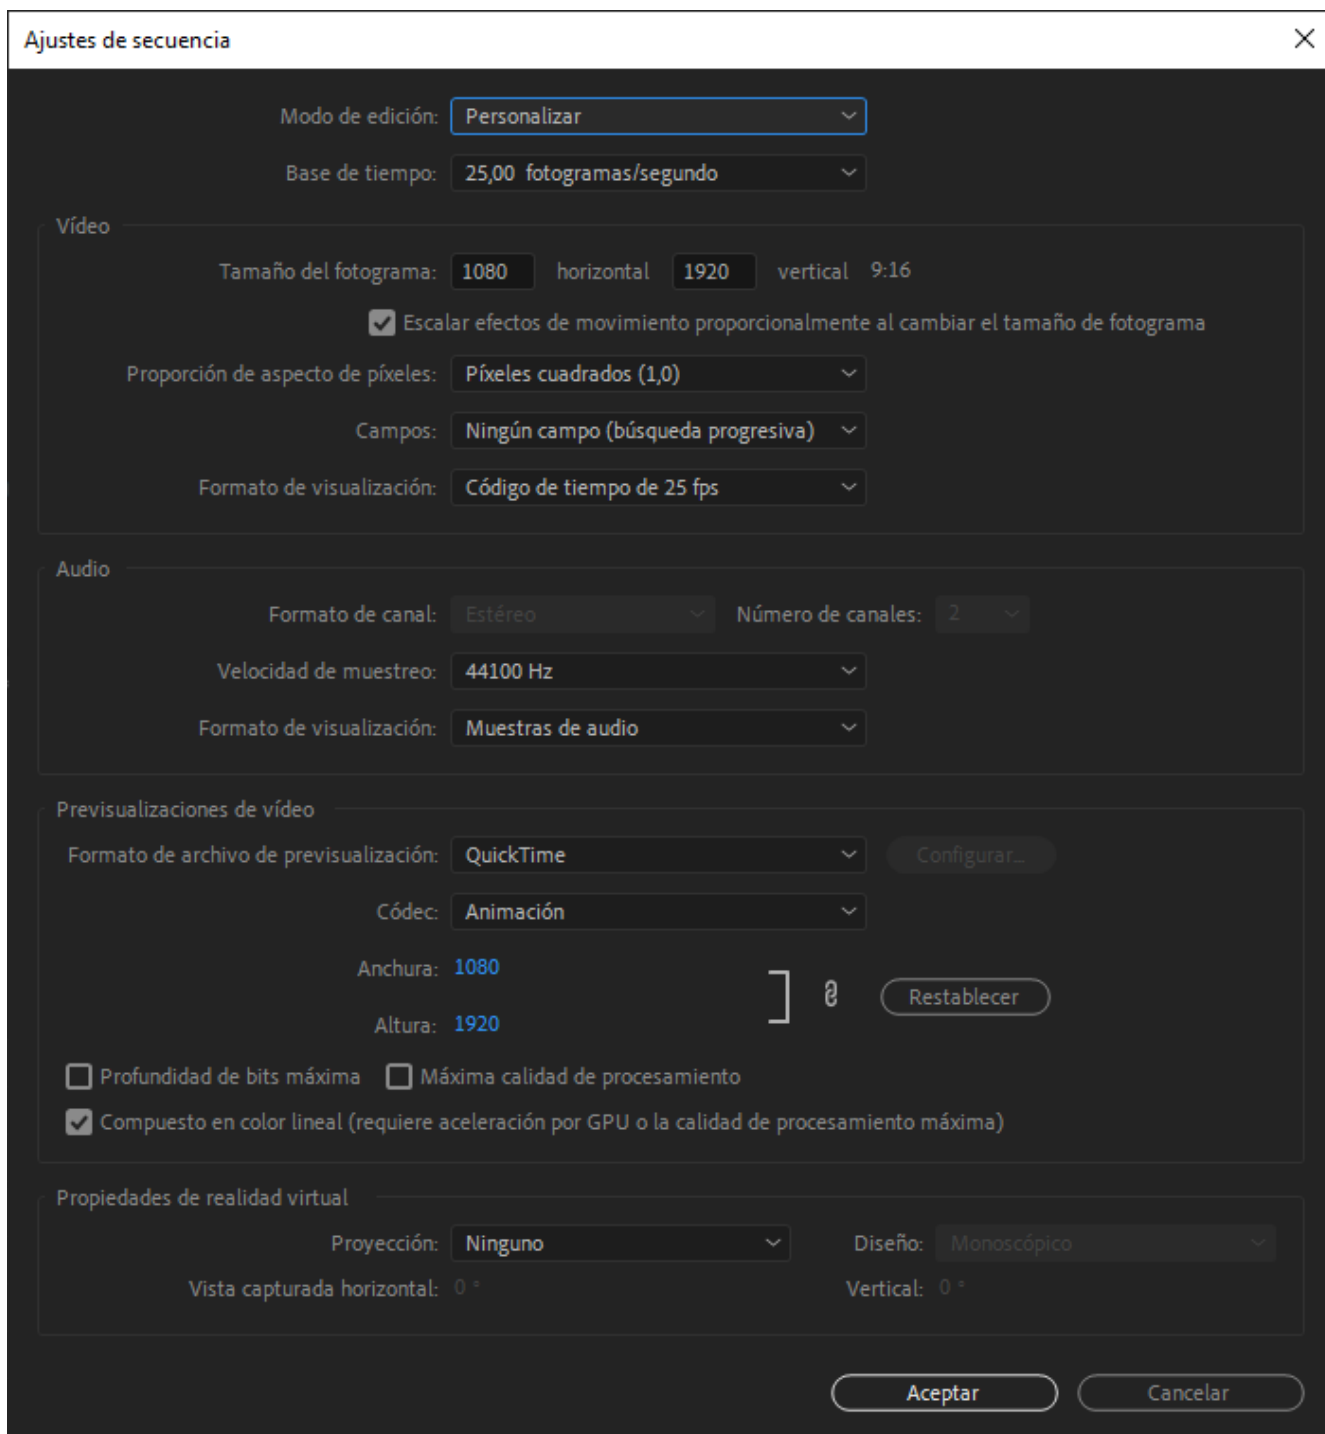 Ajustes de secuencia
Modo de edición: Personalizar
Base de tiempo: 25,00 fotogramas/segundo
Vídeo
Tamaño del fotograma: 1080 horizontal 1920 vertical 9:16
Escalar efectos de movimiento proporcionalmente al cambiar el tamaño de fotograma
Proporción de aspecto de píxeles: Píxeles cuadrados (1,0)
Campos: Ningún campo (búsqueda progresiva)
Formato de visualización: Código de tiempo de 25 fps
Audio
Formato de canal: Estéreo Número de canales: 2
Velocidad de muestreo: 44100 Hz
Formato de visualización: Muestras de audio
Previsualizaciones de vídeo
Formato de archivo de previsualización: QuickTime Configurar...
Códec: Animación
Anchura: 1080
Restablecer
Altura: 1920
Profundidad de bits máxima Máxima calidad de procesamiento
Compuesto en color lineal (requiere aceleración por GPU o la calidad de procesamiento máxima)
Propiedades de realidad virtual
Proyección: Ninguno Diseño: Monoscópico
Vista capturada horizontal: 0 ° Vertical: 0 °
Aceptar Cancelar